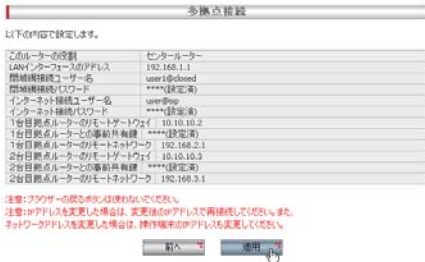 多拠点接続
以下の内容で設定します。
このルーターの役割 センタールーター
LANインターフェースのIPアドレス 192.168.1.1
閉域網接続ユーザー名 user1@closed
閉域網接続パスワード ****(設定済)
インターネット接続ユーザー名 user@isp
インターネット接続パスワード ****(設定済)
1台目拠点ルーターのリモートゲートウェイ 10.10.10.2
1台目拠点ルーターとの事前共有鍵 ****(設定済)
1台目拠点ルーターのリモートネットワーク 192.168.2.1
2台目拠点ルーターのリモートゲートウェイ 10.10.10.3
2台目拠点ルーターとの事前共有鍵 ****(設定済)
2台目拠点ルーターのリモートネットワーク 192.168.3.1
注意:ブラウザーの戻るボタンは使わないでください。
注意:IPアドレスを変更した場合は、変更後のIPアドレスで再接続してください。また、
ネットワークアドレスを変更した場合は、操作端末のIPアドレスも変更してください。
前へ 適用